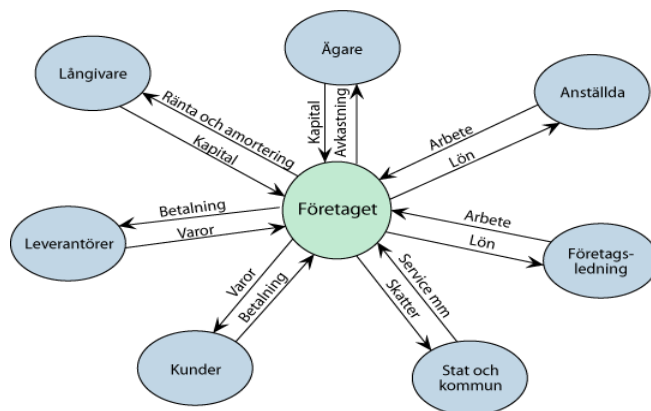 Ägare
Långivare
Anställda
Ränta och amortering
Kapital
Kapital
Avkastning
Arbete
Lön
Företaget
Betalning
Varor
Leverantörer
Arbete
Lön
Företags-
ledning
Varor
Betalning
Service mm
Skatter
Kunder
Stat och
kommun